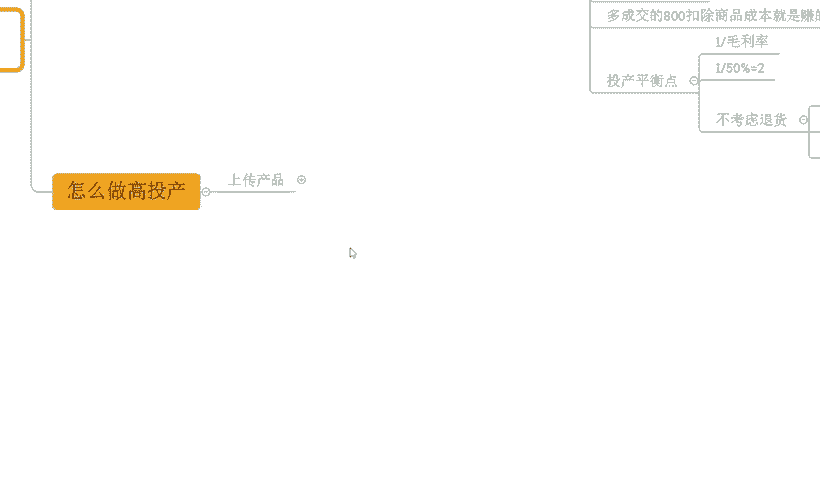 多成交的800扣除商品成本就是赚的
1/毛利率
1/50%=2
投产平衡点
不考虑退货
怎么做高投产
上传产品